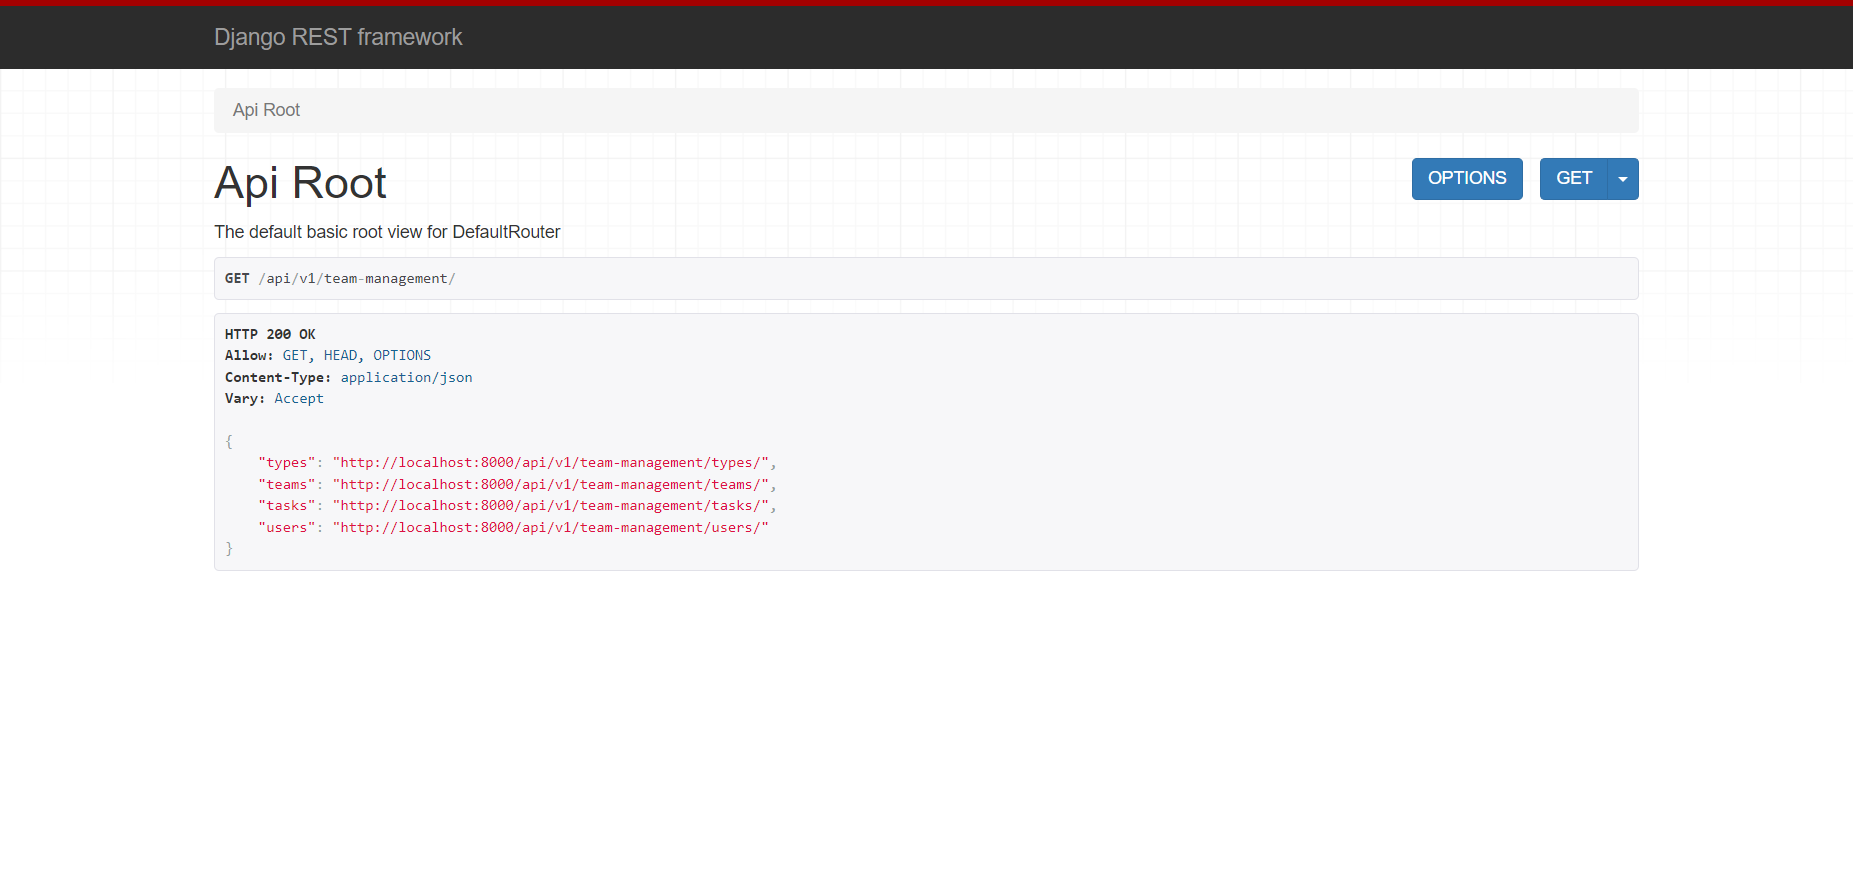 Django REST framework
Api Root
Api Root
OPTIONS
GET
The default basic root view for DefaultRouter
GET /api/v1/team-management/
HTTP 200 OK
Allow: GET, HEAD, OPTIONS
Content-Type: application/json
Vary: Accept
{
    "types": "http://localhost:8000/api/v1/team-management/types/",
    "teams": "http://localhost:8000/api/v1/team-management/teams/",
    "tasks": "http://localhost:8000/api/v1/team-management/tasks/",
    "users": "http://localhost:8000/api/v1/team-management/users/"
}